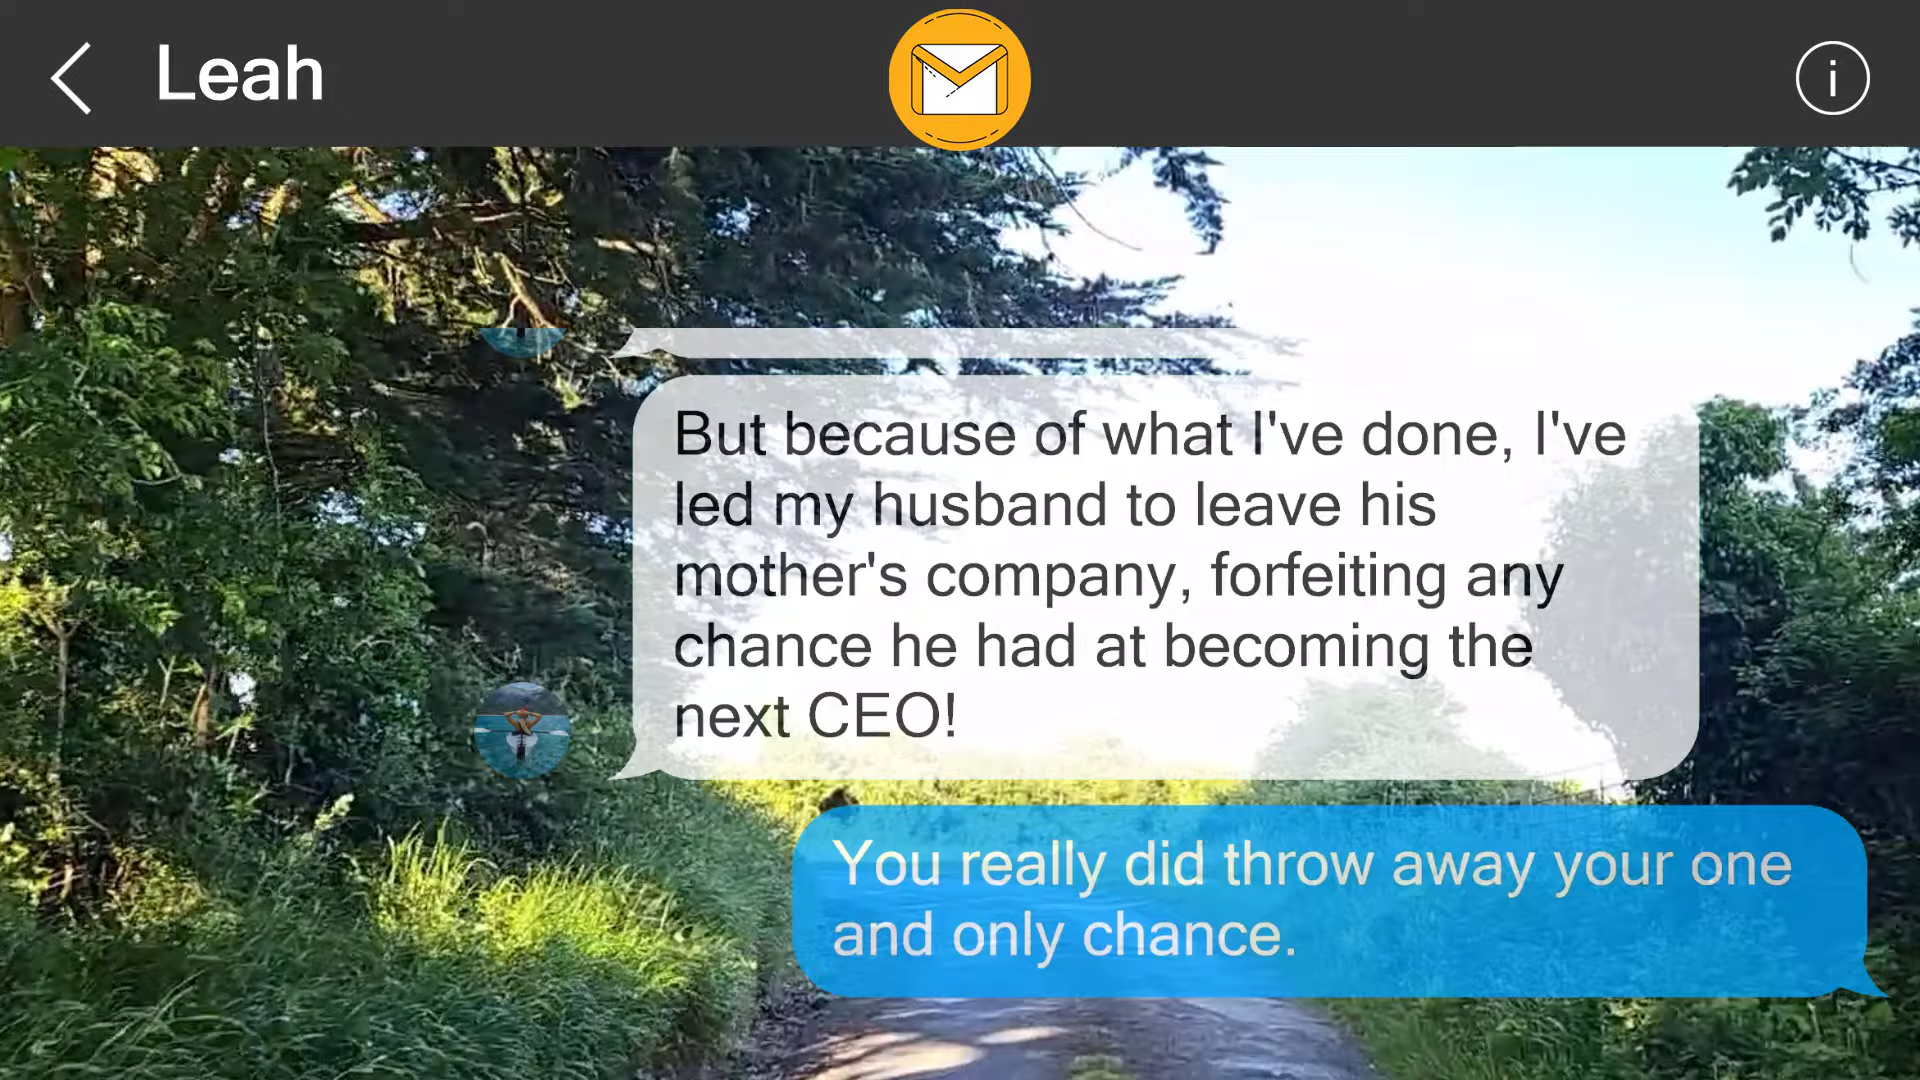 Leah
But because of what I've done, I've
led my husband to leave his
mother's company, forfeiting any
chance he had at becoming the
next CEO!
You really did throw away your one
and only chance.